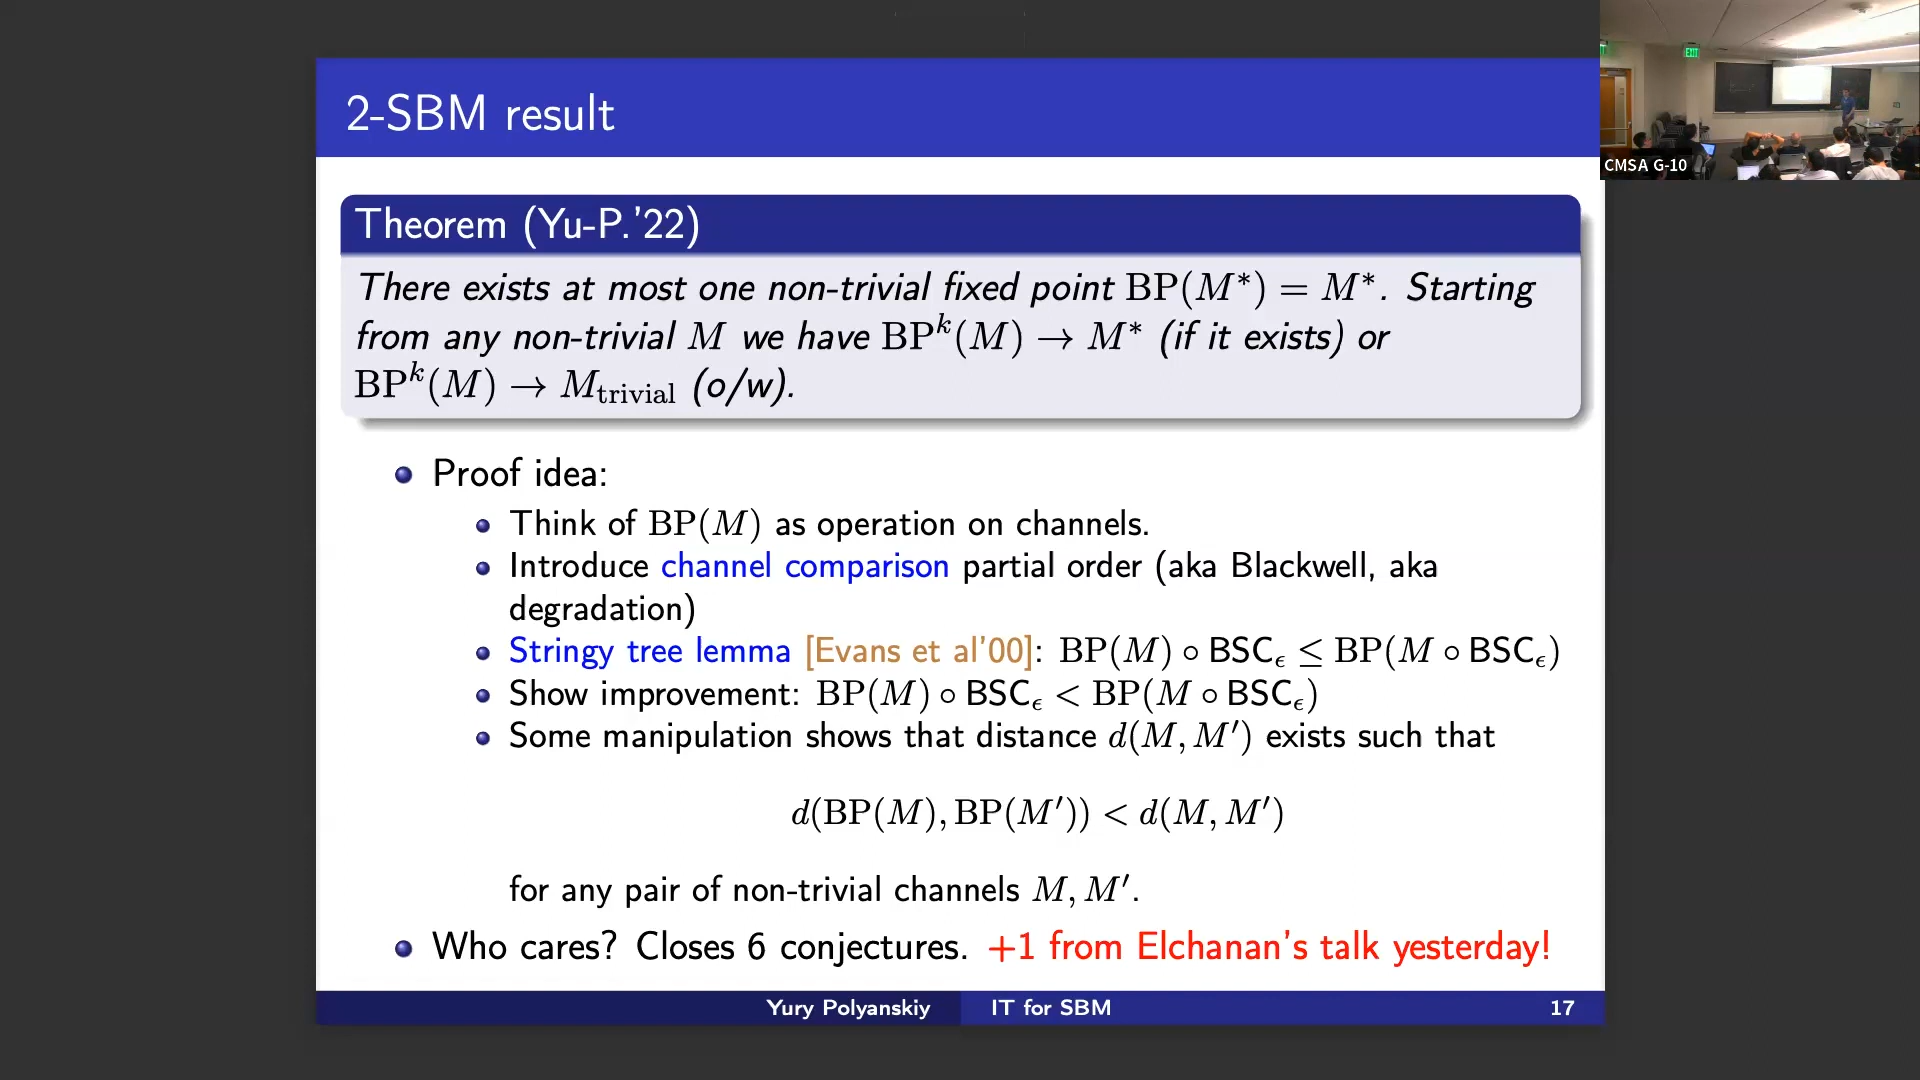 2-SBM result
CMSA G-10
Theorem (Yu-P.'22)
There exists at most one non-trivial fixed point BP(M*) = M*. Starting
from any non-trivial M we have BP^k(M) → M* (if it exists) or
BP^k(M) → M_trivial (o/w).
Proof idea:
Think of BP(M) as operation on channels.
Introduce channel comparison partial order (aka Blackwell, aka
degradation)
Stringy tree lemma [Evans et al'00]: BP(M) ∘ BSC_ϵ ≤ BP(M ∘ BSC_ϵ)
Show improvement: BP(M) ∘ BSC_ϵ < BP(M ∘ BSC_ϵ)
Some manipulation shows that distance d(M, M′) exists such that
d(BP(M), BP(M′)) < d(M, M′)
for any pair of non-trivial channels M, M′.
Who cares? Closes 6 conjectures. +1 from Elchanan's talk yesterday!
Yury Polyanskiy IT for SBM 17